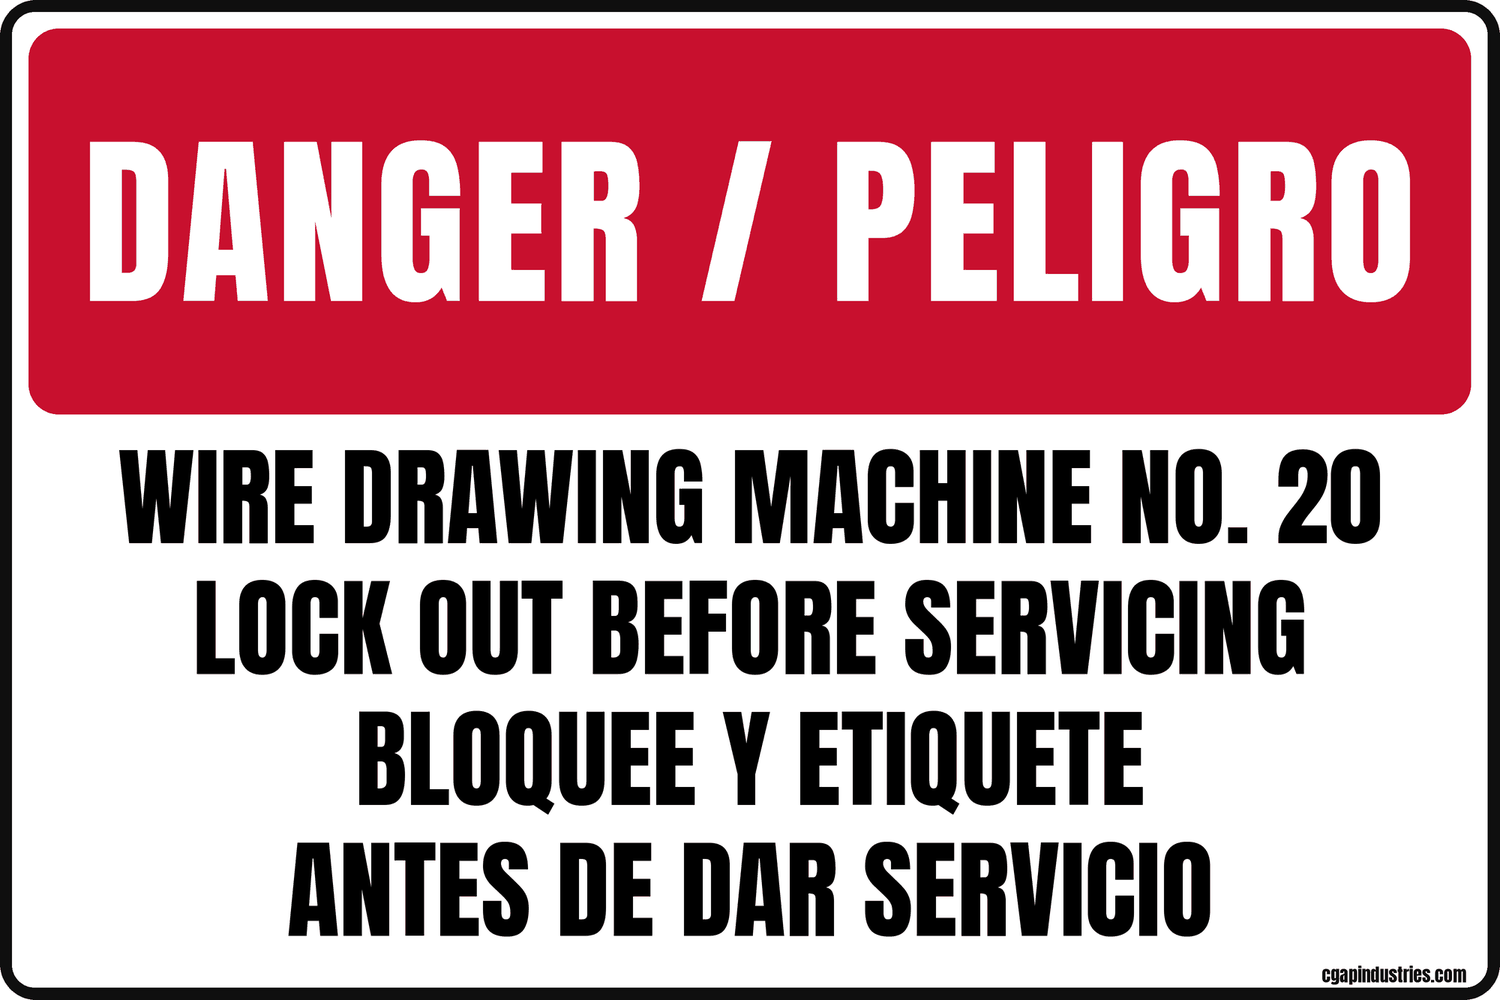 DANGER / PELIGRO
WIRE DRAWING MACHINE NO. 20
LOCK OUT BEFORE SERVICING
BLOQUEE Y ETIQUETE
ANTES DE DAR SERVICIO
cgapindustries.com